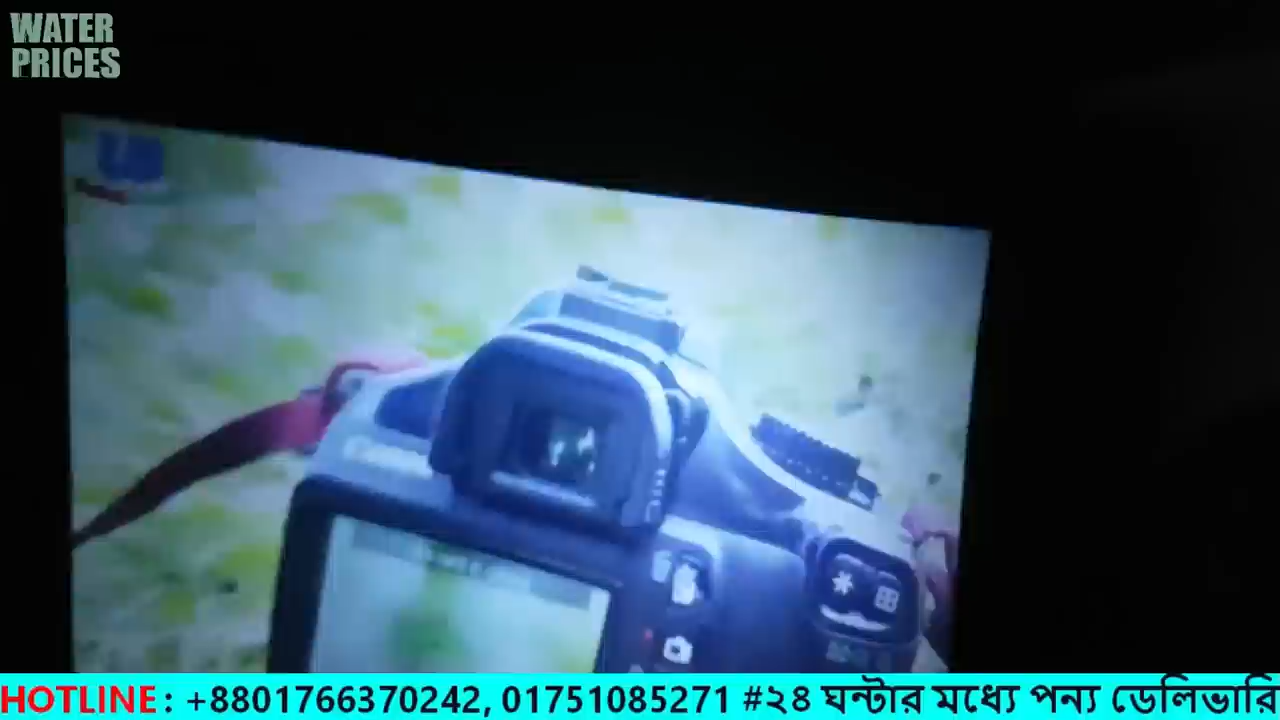 WATER
PRICES
HOTLINE : +8801766370242, 01751085271 #২৪ ঘন্টার মধ্যে পন্য ডেলিভারি